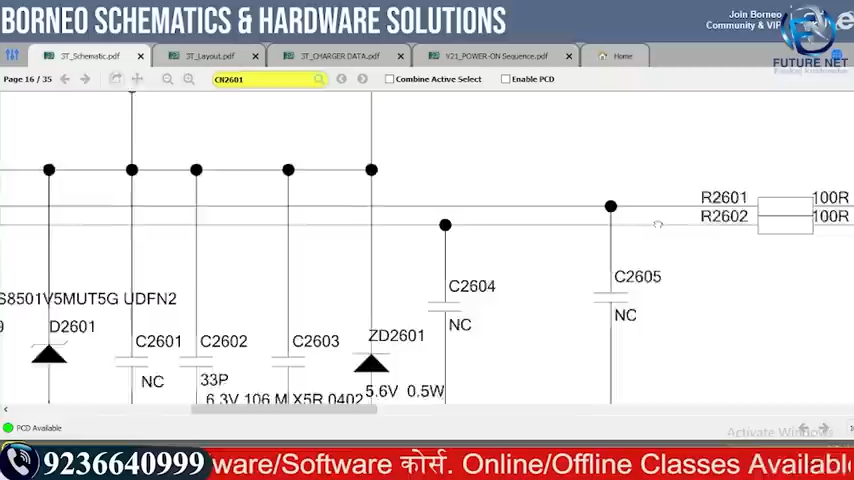 BORNEO SCHEMATICS & HARDWARE SOLUTIONS
Join Borneo
Community & VIP
FUTURE NET
3T_Schematic.pdf
3T_Layout.pdf
3T_CHARGER DATA.pdf
V21_POWER-ON Sequence.pdf
Home
Page 16 / 35
CN2601
Combine Active Select
Enable PCD
R2601
100R
R2602
100R
C2604
NC
C2605
NC
S8501V5MUT5G UDFN2
9
D2601
C2601
NC
C2602
33P
C2603
6.3V 106 M X5R 0402
ZD2601
5.6V 0.5W
PCD Available
Activate Windows
9236640999
ware/Software कोर्स. Online/Offline Classes Availabl